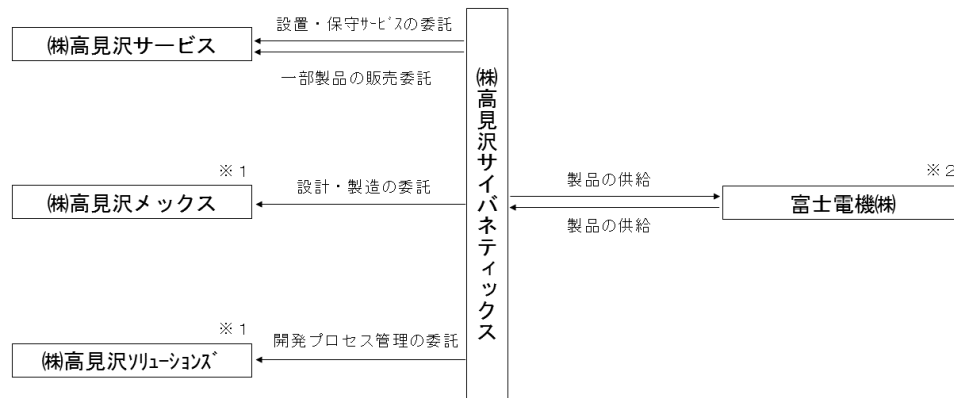 設置・保守ｻｰﾋﾞｽの委託
㈱高見沢サービス
一部製品の販売委託
㈱高見沢サイバネティックス
※１
設計・製造の委託
㈱高見沢メックス
製品の供給
※２
富士電機㈱
製品の供給
※１
開発プロセス管理の委託
㈱高見沢ｿﾘｭｰｼｮﾝｽﾞ